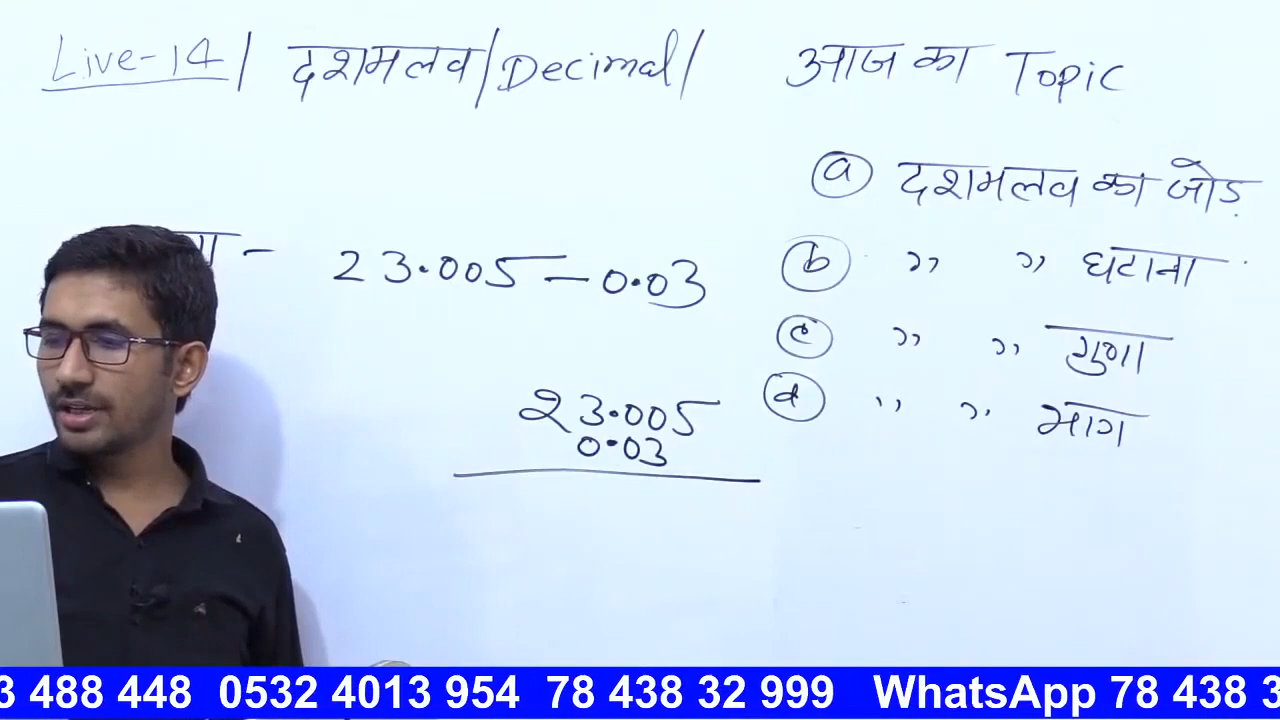 Live-14 / दशमलव / Decimal / आज का Topic
a दशमलव का जोड़
- 23.005 - 0.03
b ,, ,, घटाना
c ,, ,, गुणा
d ,, ,, भाग
23.005
0.03
3 488 448 0532 4013 954 78 438 32 999 WhatsApp 78 438 3